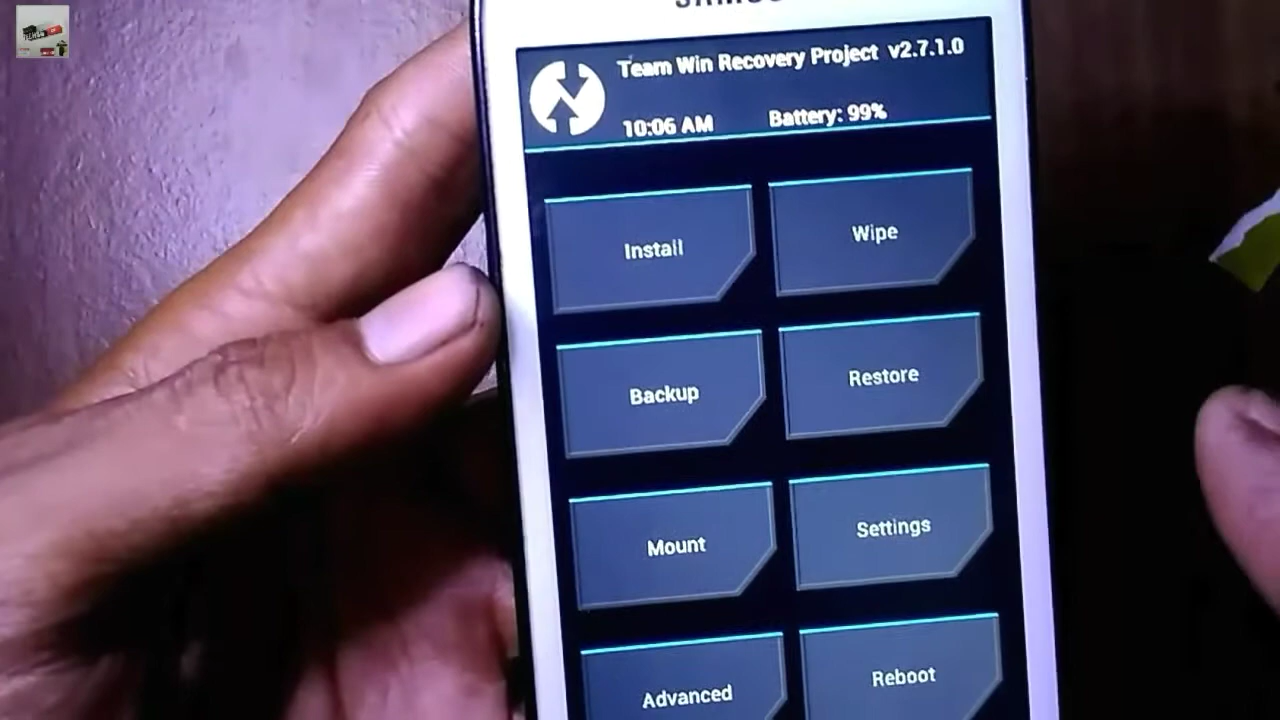 Team Win Recovery Project v2.7.1.0
10:06 AM Battery: 99%
Install Wipe
Backup Restore
Mount Settings
Advanced Reboot